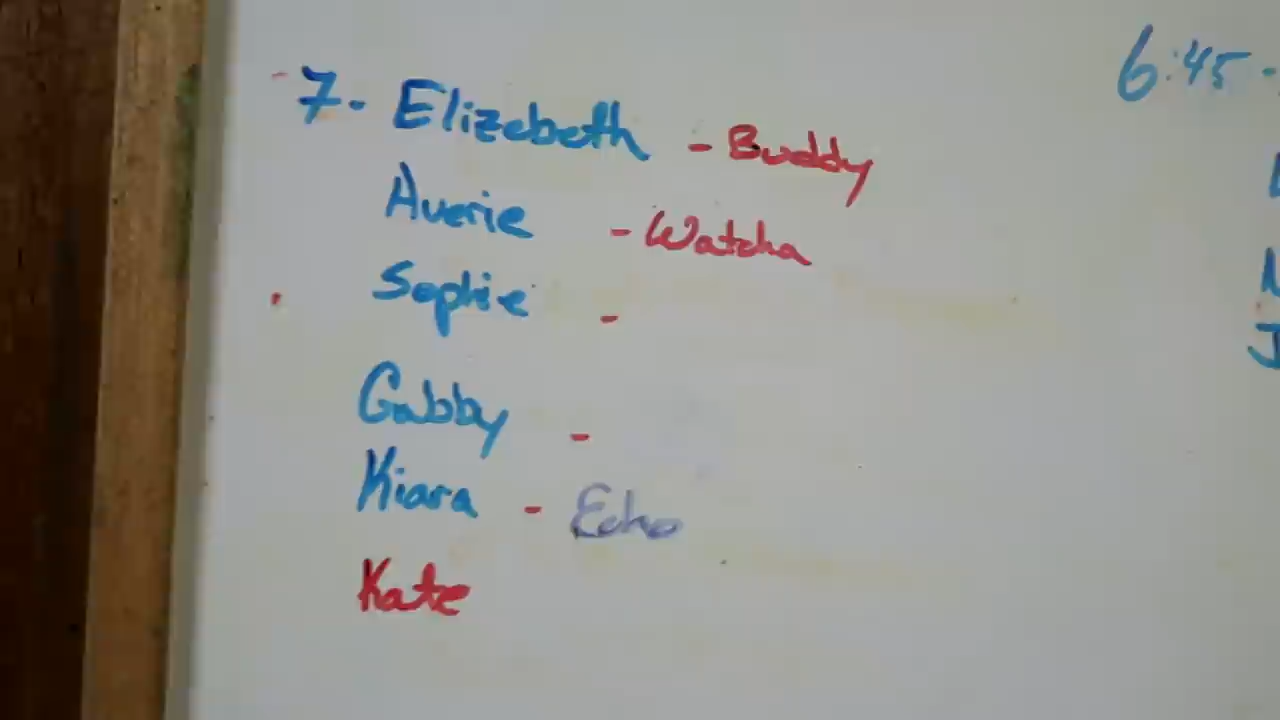 7- Elizebeth - Buddy
Averie - Watcha
Sophie -
Gabby -
Kiara - Echo
Kate
6:45 -